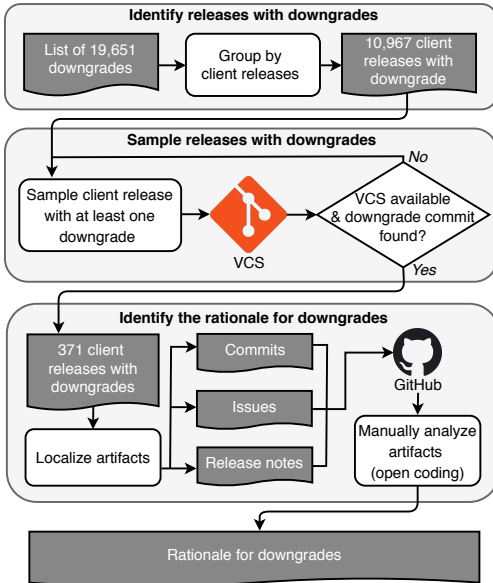 Identify releases with downgrades
List of 19,651
downgrades
Group by
client releases
10,967 client
releases with
downgrade
Sample releases with downgrades
No
Sample client release
with at least one
downgrade
VCS
VCS available
& downgrade commit
found?
Yes
Identify the rationale for downgrades
371 client
releases with
downgrades
Commits
Issues
Release notes
Localize artifacts
GitHub
Manually analyze
artifacts
(open coding)
Rationale for downgrades